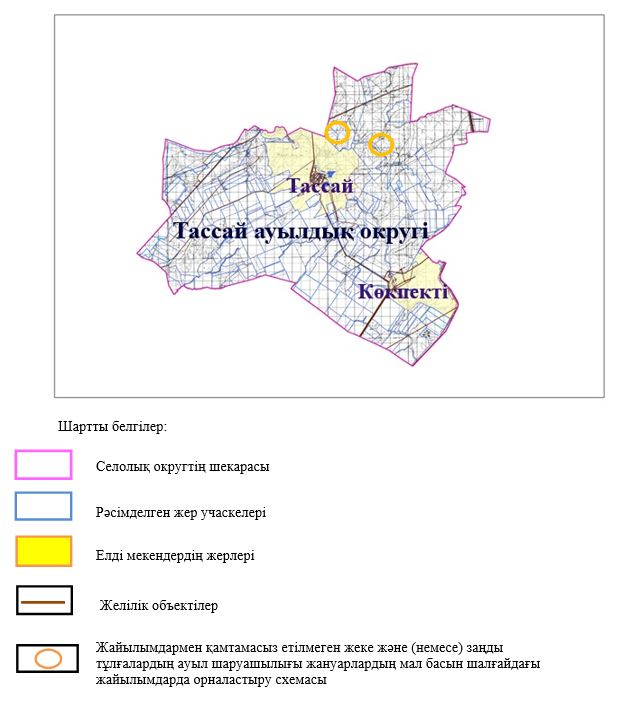 Тассай
Тассай ауылдық округі
Көкпекті
Шартты белгілер:
Селолық округтің шекарасы
Рәсімделген жер учаскелері
Елді мекендердің жерлері
Желілік объектілер
Жайылымдармен қамтамасыз етілмеген жеке және (немесе) заңды
тұлғалардың ауыл шаруашылығы жануарлардың мал басын шалғайдағы
жайылымдарда орналастыру схемасы